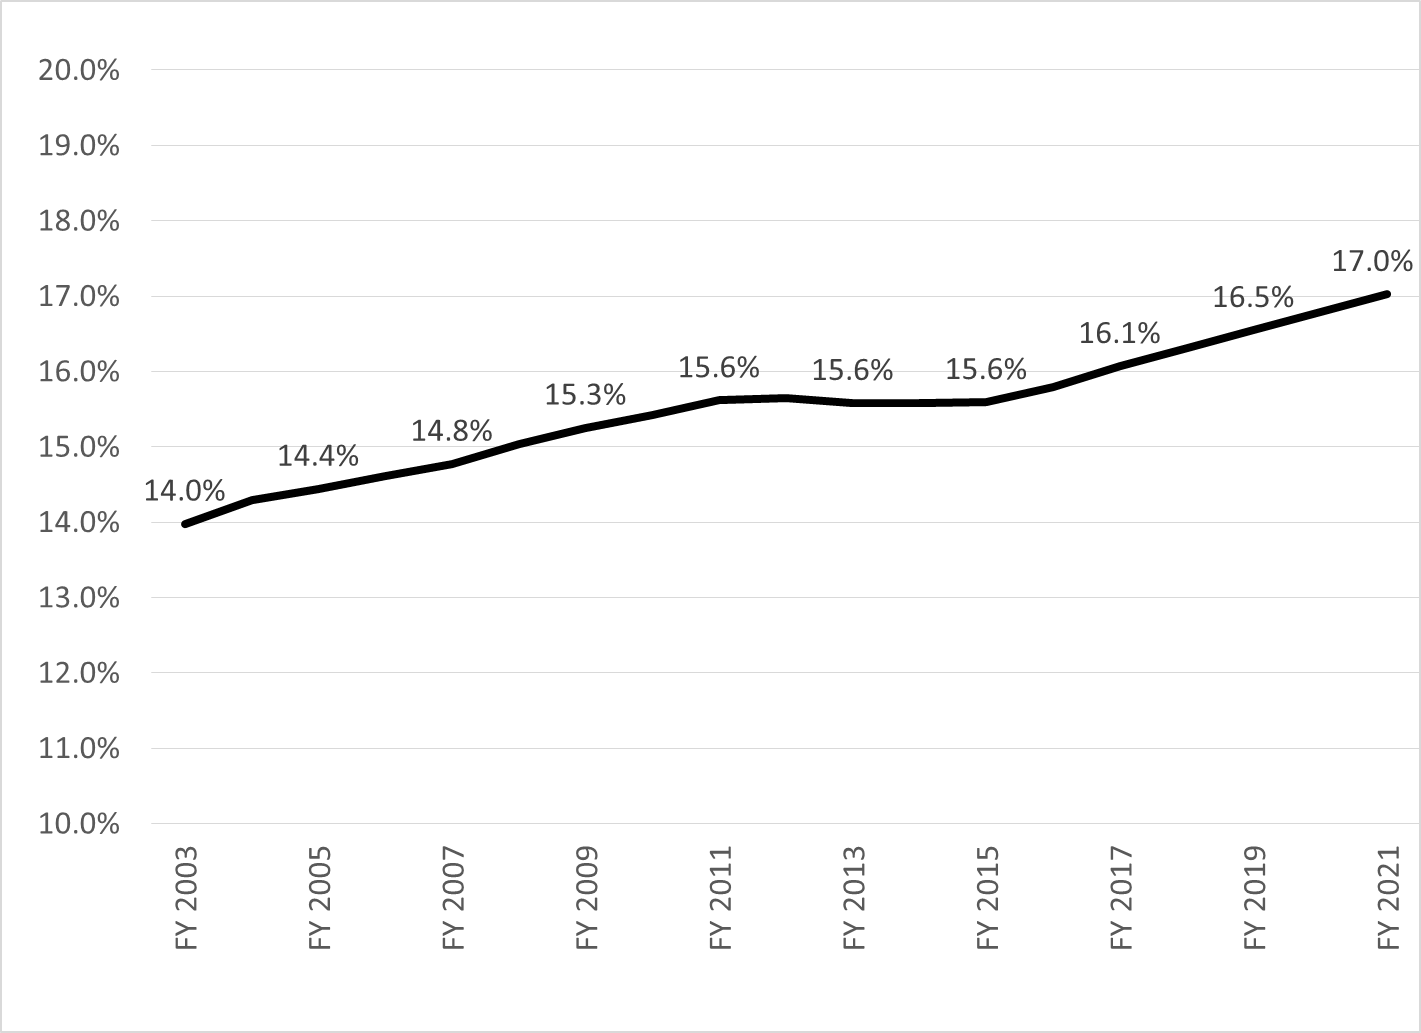 20.0%
19.0%
18.0%
17.0%
16.0%
15.0%
14.0%
13.0%
12.0%
11.0%
10.0%
14.0%
14.4%
14.8%
15.3%
15.6%
15.6%
15.6%
16.1%
16.5%
17.0%
FY 2003
FY 2005
FY 2007
FY 2009
FY 2011
FY 2013
FY 2015
FY 2017
FY 2019
FY 2021